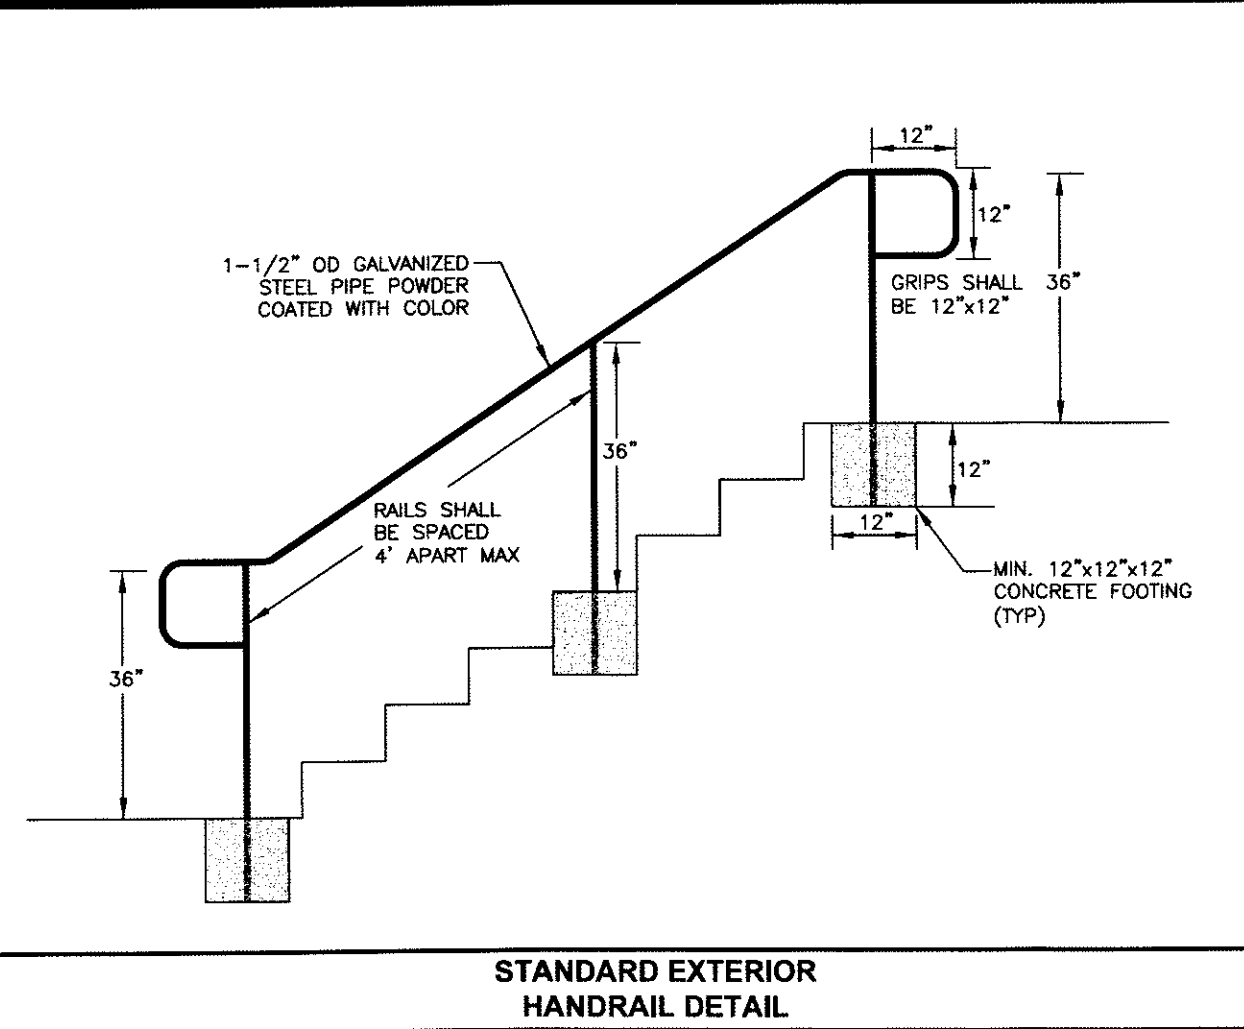 12"
12"
1-1/2" OD GALVANIZED
STEEL PIPE POWDER
COATED WITH COLOR
GRIPS SHALL
BE 12"x12"
36"
36"
12"
RAILS SHALL
BE SPACED
4' APART MAX
12"
MIN. 12"x12"x12"
CONCRETE FOOTING
(TYP)
36"
STANDARD EXTERIOR
HANDRAIL DETAIL